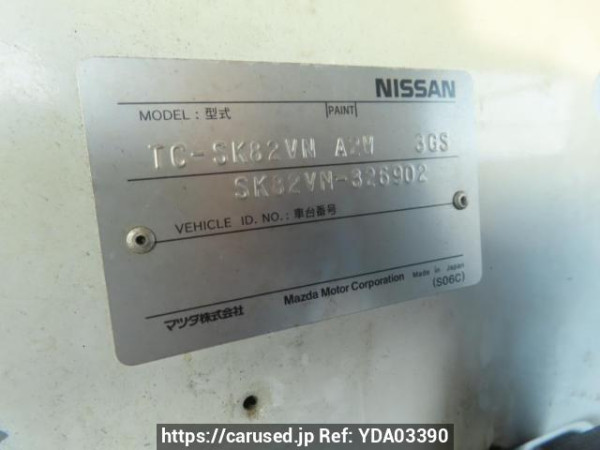 NISSAN
MODEL : 型式 PAINT
TC-SK82VN A2W 3GS
SK82VN-326902
VEHICLE ID. NO. : 車台番号
マツダ株式会社 Mazda Motor Corporation Made in Japan
(S06C)
https://carused.jp Ref: YDA03390